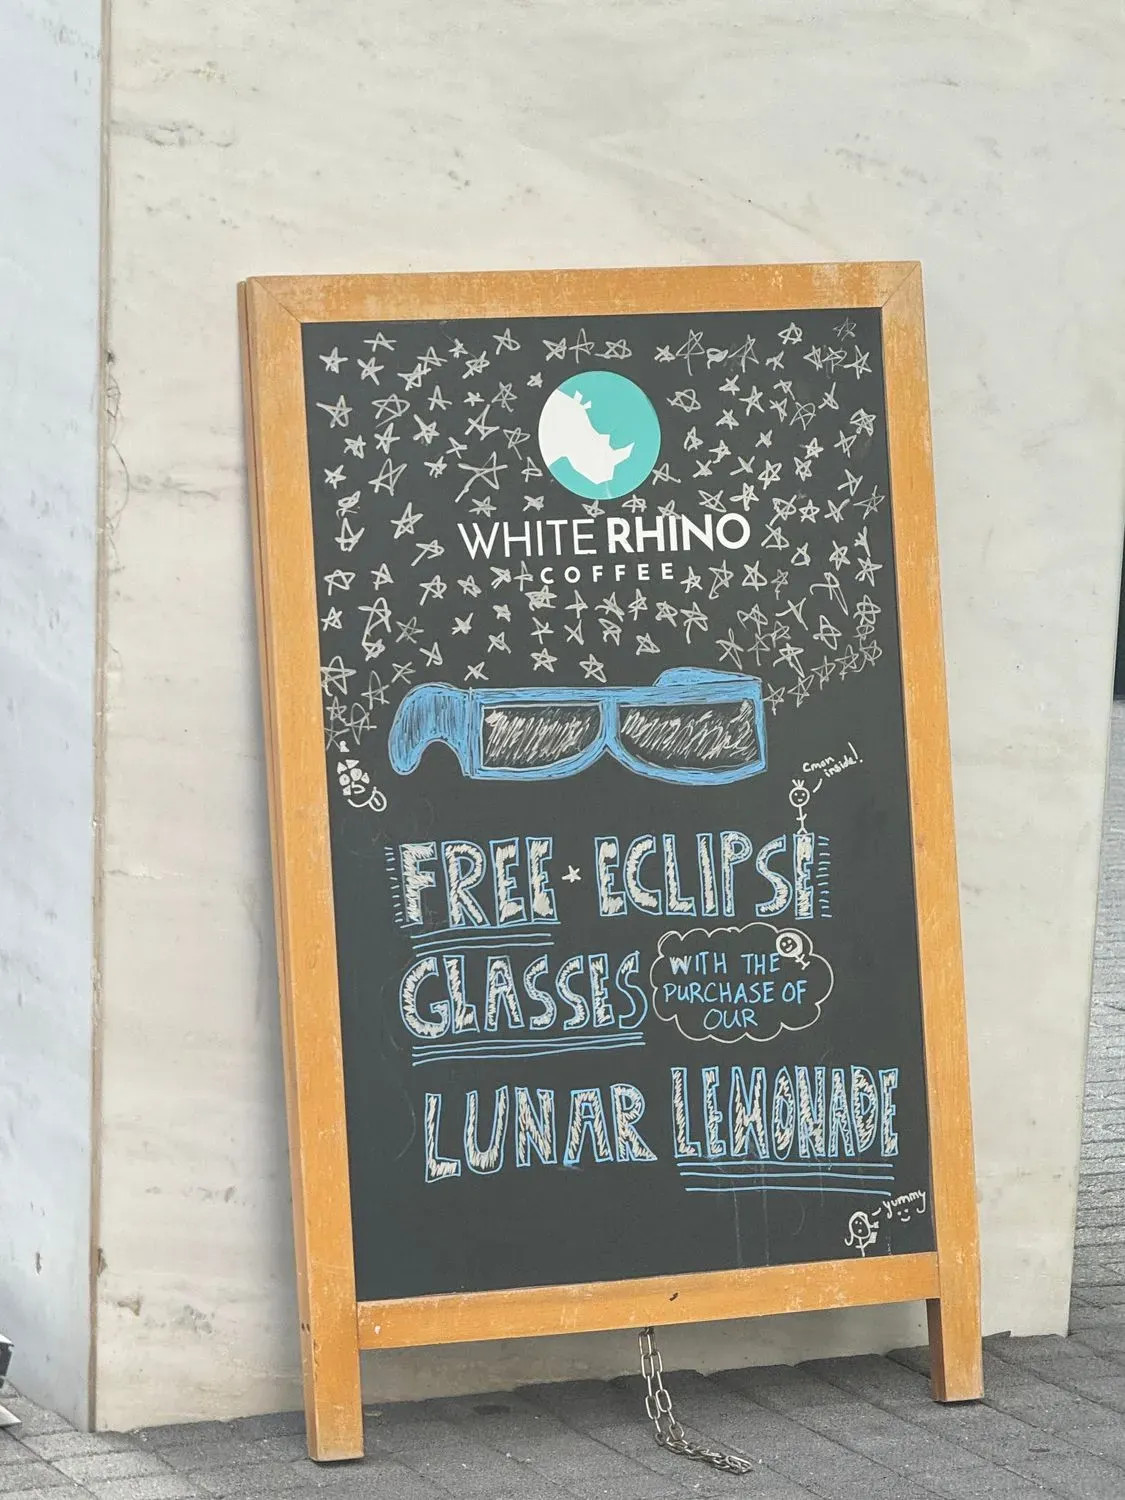 WHITE RHINO
COFFEE
Cmon
inside!
FREE ECLIPSE
GLASSES
WITH THE
PURCHASE OF
OUR
LUNAR LEMONADE
yummy